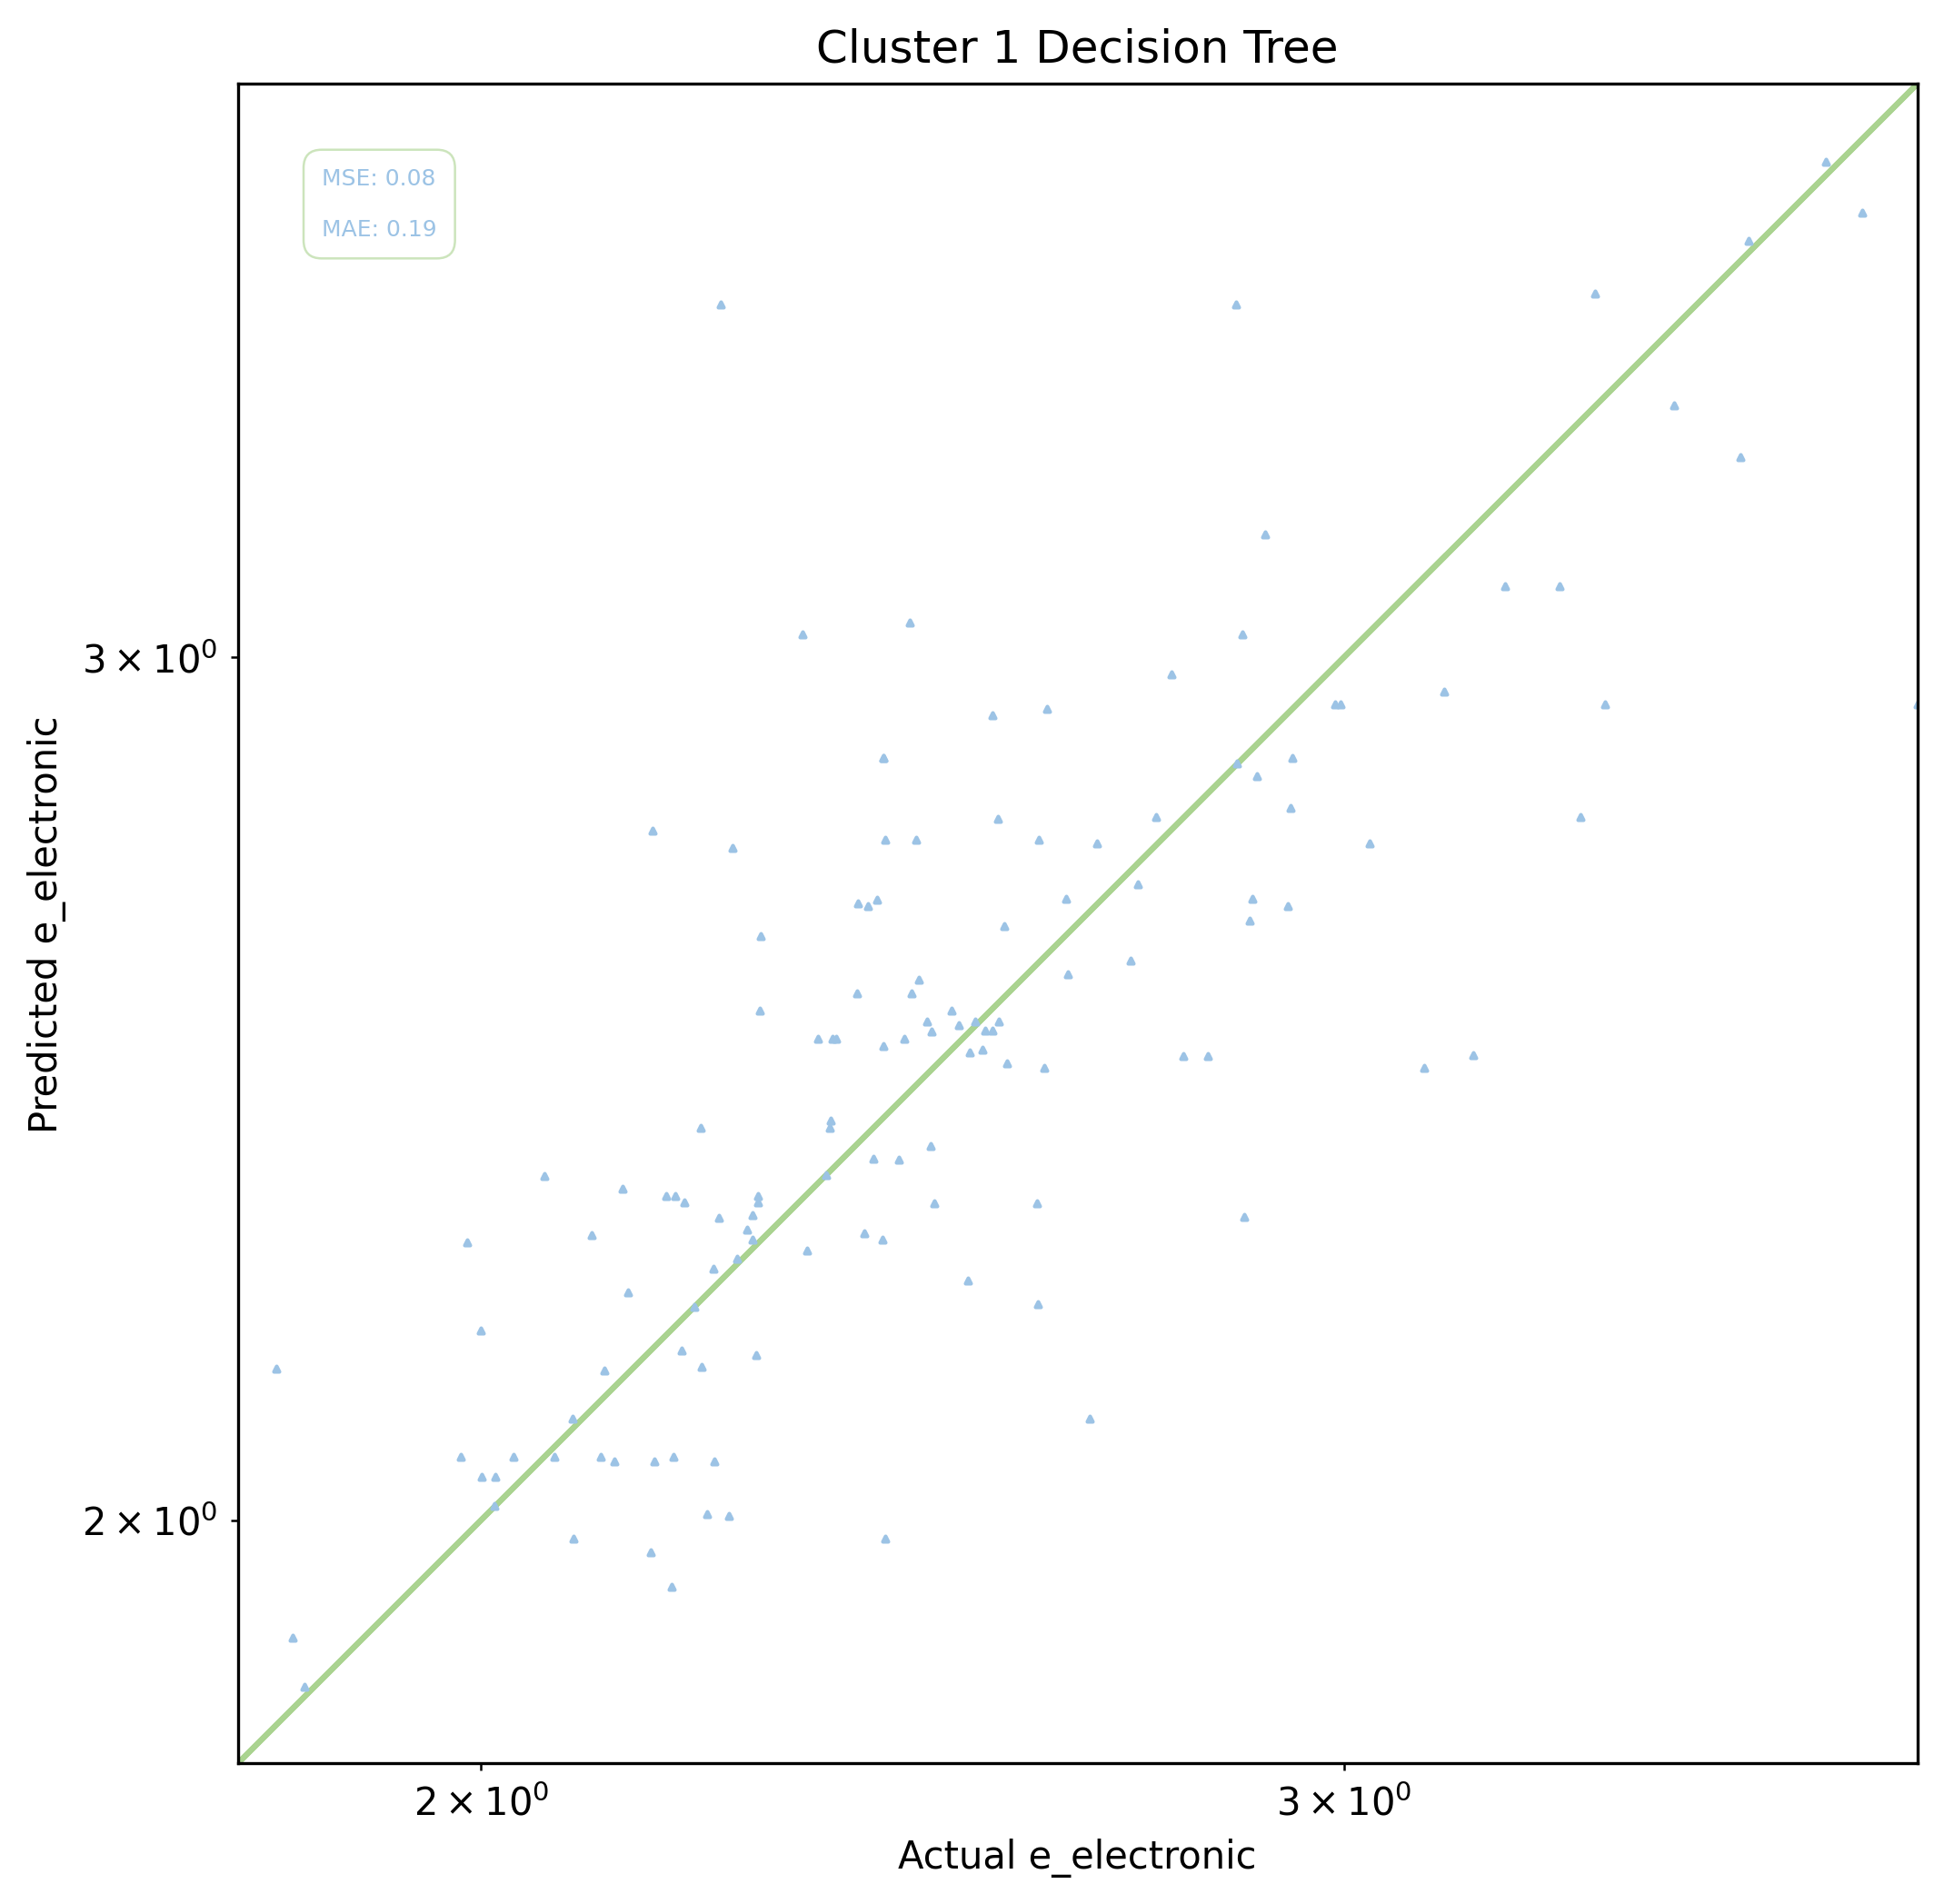 Cluster 1 Decision Tree
MSE: 0.08
MAE: 0.19
3 × 10⁰
2 × 10⁰
Predicted e_electronic
2 × 10⁰
3 × 10⁰
Actual e_electronic